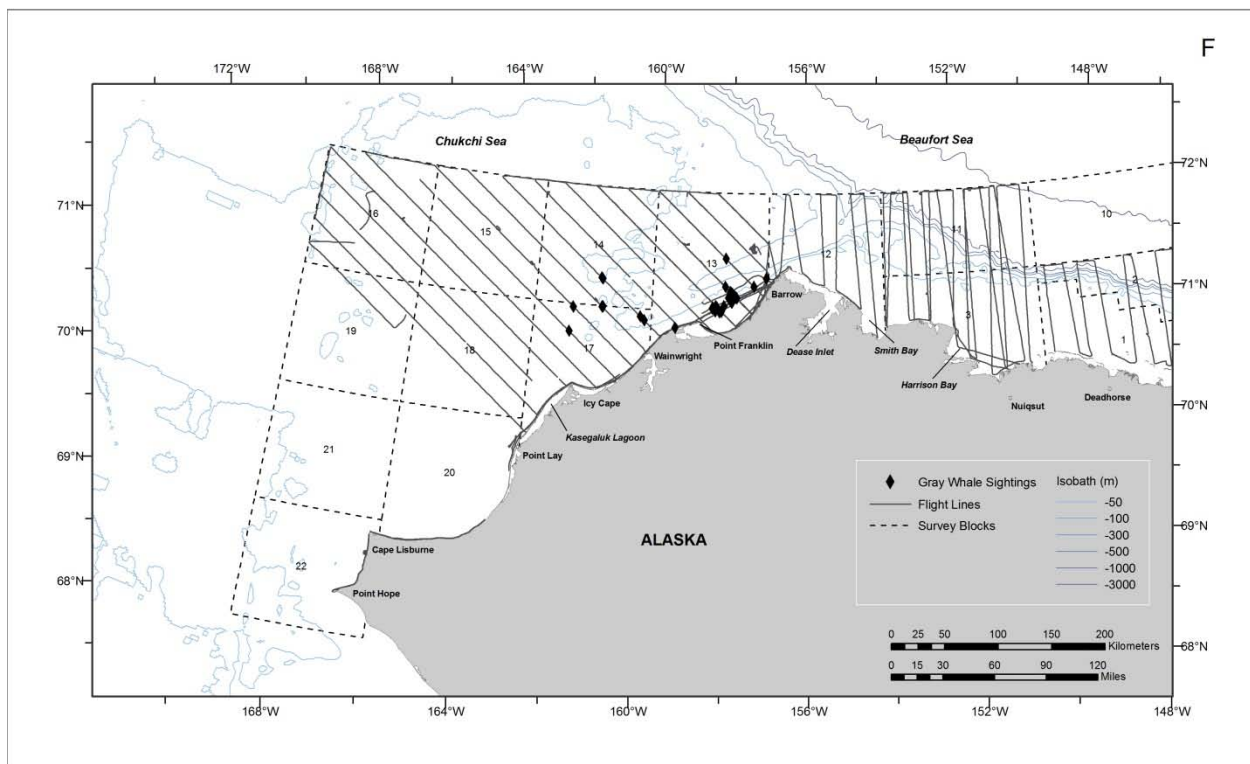 F
172°W 168°W 164°W 160°W 156°W 152°W 148°W
Chukchi Sea
Beaufort Sea
72°N
71°N
16
15
14
13
12
11
10
2
71°N
Barrow
70°N
19
18
17
3
1
Point Franklin
Wainwright
Dease Inlet
Smith Bay
Harrison Bay
Icy Cape
Nuiqsut
Deadhorse
70°N
Kasegaluk Lagoon
69°N
21
20
Point Lay
Gray Whale Sightings
Flight Lines
Survey Blocks
Isobath (m)
-50
-100
-300
-500
-1000
-3000
69°N
ALASKA
Cape Lisburne
22
68°N
Point Hope
0 25 50 100 150 200
Kilometers
68°N
0 15 30 60 90 120
Miles
168°W 164°W 160°W 156°W 152°W 148°W